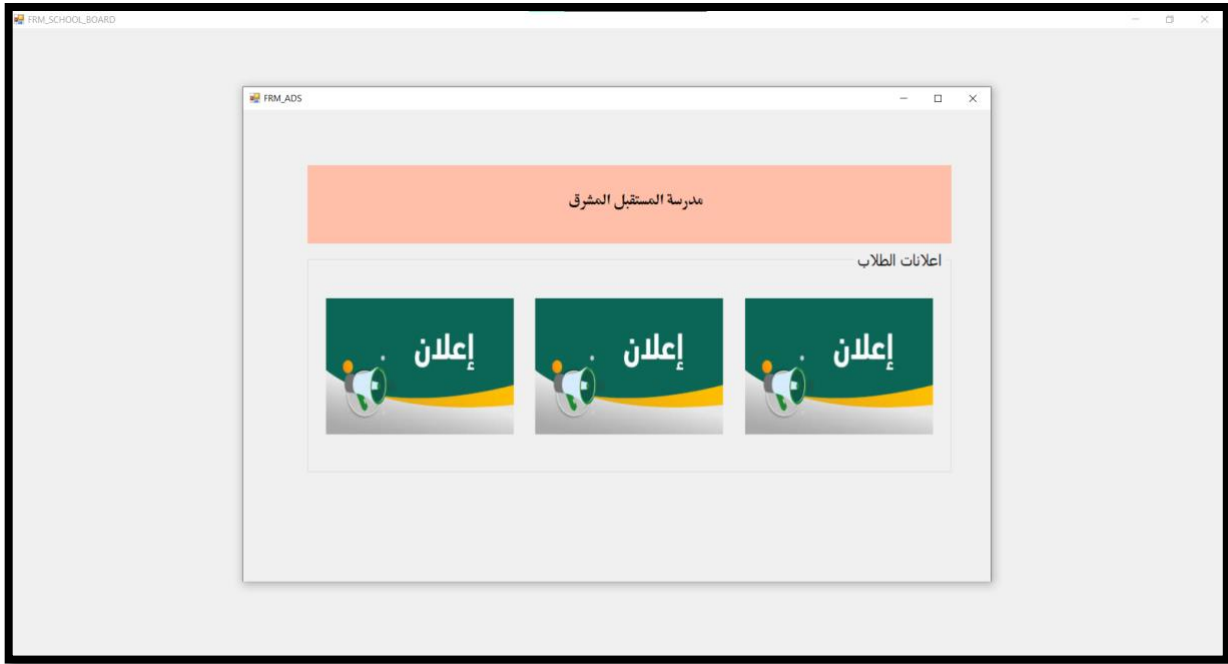 FRM_SCHOOL_BOARD
FRM_ADS
مدرسة المستقبل المشرق
اعلانات الطلاب
إعلان
إعلان
إعلان